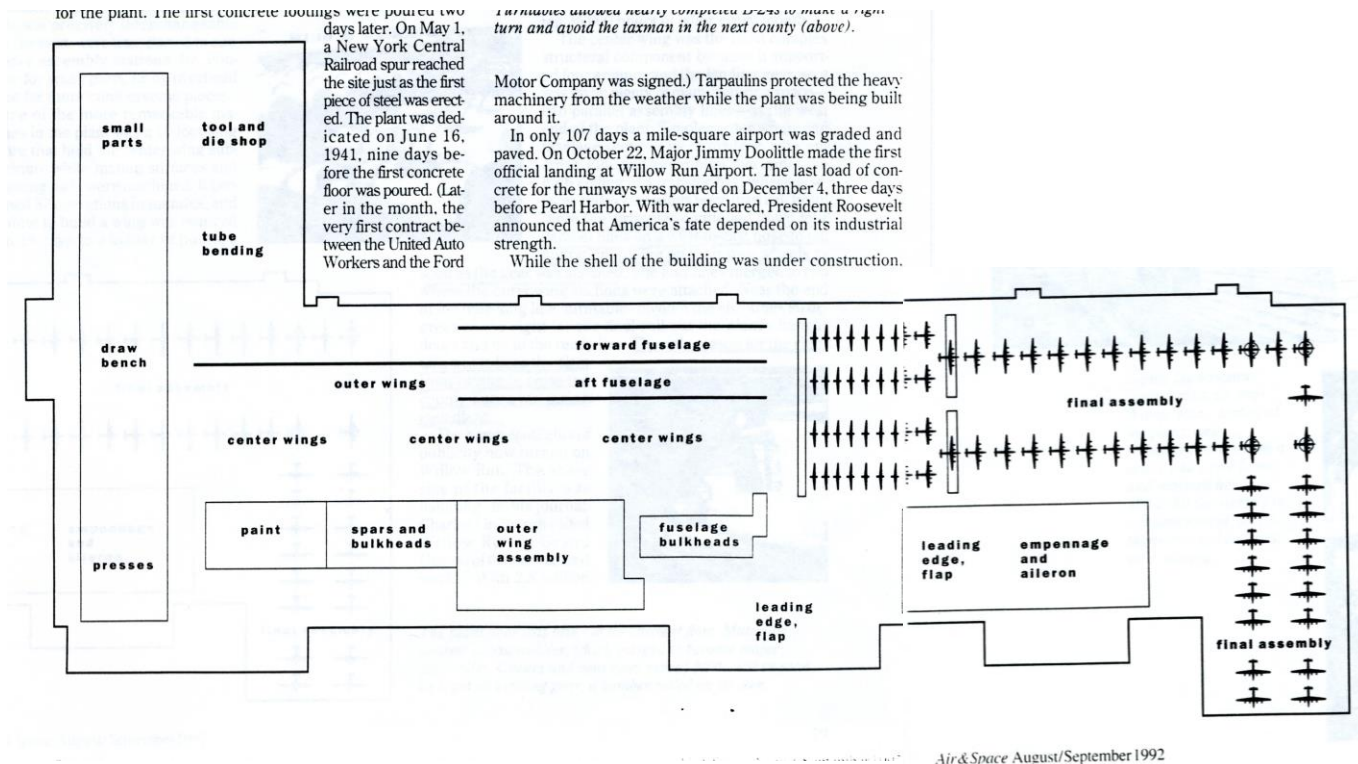 for the plant. The first concrete footings were poured two
days later. On May 1,
a New York Central
Railroad spur reached
the site just as the first
piece of steel was erect-
ed. The plant was ded-
icated on June 16,
1941, nine days be-
fore the first concrete
floor was poured. (Lat-
er in the month, the
very first contract be-
tween the United Auto
Workers and the Ford
Turntables allowed nearly completed B-24s to make a right
turn and avoid the taxman in the next county (above).
Motor Company was signed.) Tarpaulins protected the heavy
machinery from the weather while the plant was being built
around it.
In only 107 days a mile-square airport was graded and
paved. On October 22, Major Jimmy Doolittle made the first
official landing at Willow Run Airport. The last load of con-
crete for the runways was poured on December 4, three days
before Pearl Harbor. With war declared, President Roosevelt
announced that America's fate depended on its industrial
strength.
While the shell of the building was under construction,
small
parts
tool and
die shop
tube
bending
draw
bench
presses
forward fuselage
outer wings
aft fuselage
center wings
center wings
center wings
final assembly
paint
spars and
bulkheads
outer
wing
assembly
fuselage
bulkheads
leading
edge,
flap
leading
edge,
flap
empennage
and
aileron
final assembly
Air & Space August/September 1992